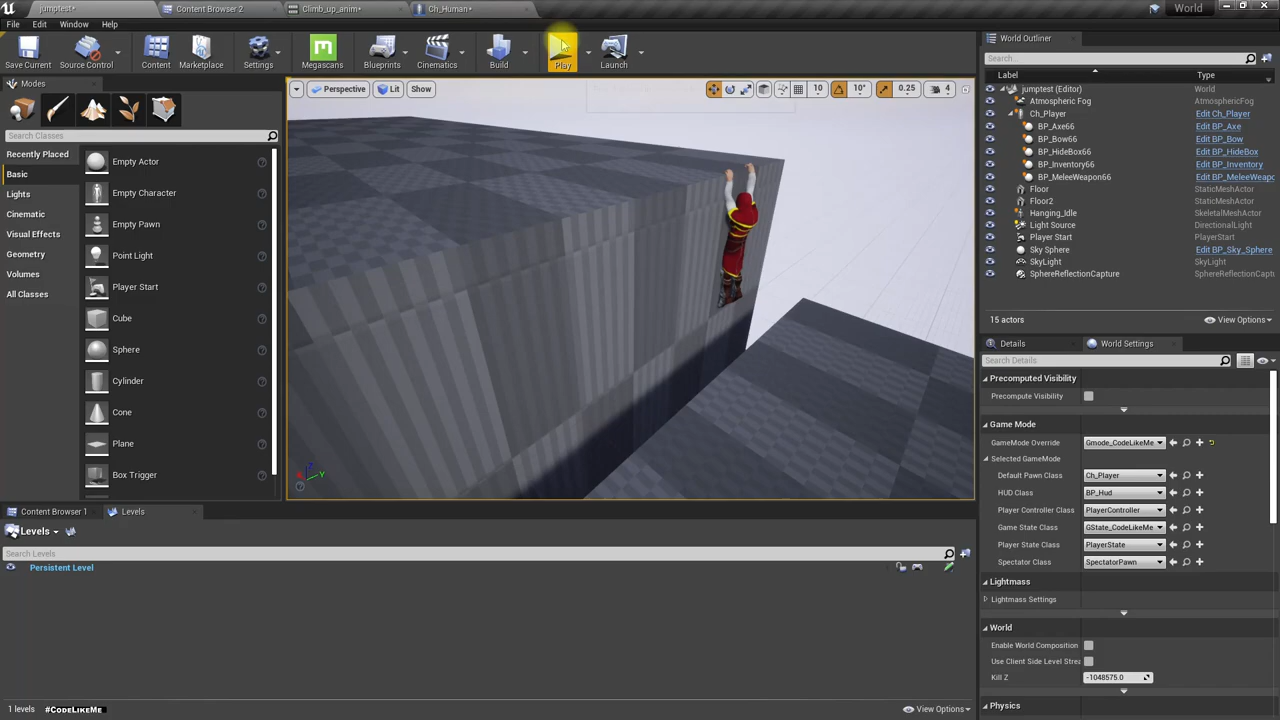 jumptest*
Content Browser 2
Climb_up_anim*
Ch_Human*
World
File Edit Window Help
Save Current
Source Control
Content
Marketplace
Settings
Megascans
Blueprints
Cinematics
Build
Play
Launch
Modes
Search Classes
Recently Placed
Basic
Lights
Cinematic
Visual Effects
Geometry
Volumes
All Classes
Empty Actor
Empty Character
Empty Pawn
Point Light
Player Start
Cube
Sphere
Cylinder
Cone
Plane
Box Trigger
Perspective
Lit
Show
10
10°
0.25
4
X
Y
Z
World Outliner
Search...
Label Type
jumptest (Editor) World
Atmospheric Fog AtmosphericFog
Ch_Player Edit Ch_Player
BP_Axe66 Edit BP_Axe
BP_Bow66 Edit BP_Bow
BP_HideBox66 Edit BP_HideBox
BP_Inventory66 Edit BP_Inventory
BP_MeleeWeapon66 Edit BP_MeleeWeapc
Floor StaticMeshActor
Floor2 StaticMeshActor
Hanging_Idle SkeletalMeshActor
Light Source DirectionalLight
Player Start PlayerStart
Sky Sphere Edit BP_Sky_Sphere
SkyLight SkyLight
SphereReflectionCapture SphereReflectionCapt
15 actors
View Options
Details
World Settings
Search Details
Precomputed Visibility
Precompute Visibility
Game Mode
GameMode Override Gmode_CodeLikeMe
Selected GameMode
Default Pawn Class Ch_Player
HUD Class BP_Hud
Player Controller Class PlayerController
Game State Class GState_CodeLikeMe
Player State Class PlayerState
Spectator Class SpectatorPawn
Lightmass
Lightmass Settings
World
Enable World Composition
Use Client Side Level Strea
Kill Z -1048575.0
Physics
Content Browser 1
Levels
Levels
Search Levels
Persistent Level
1 levels
#CodeLikeMe
View Options